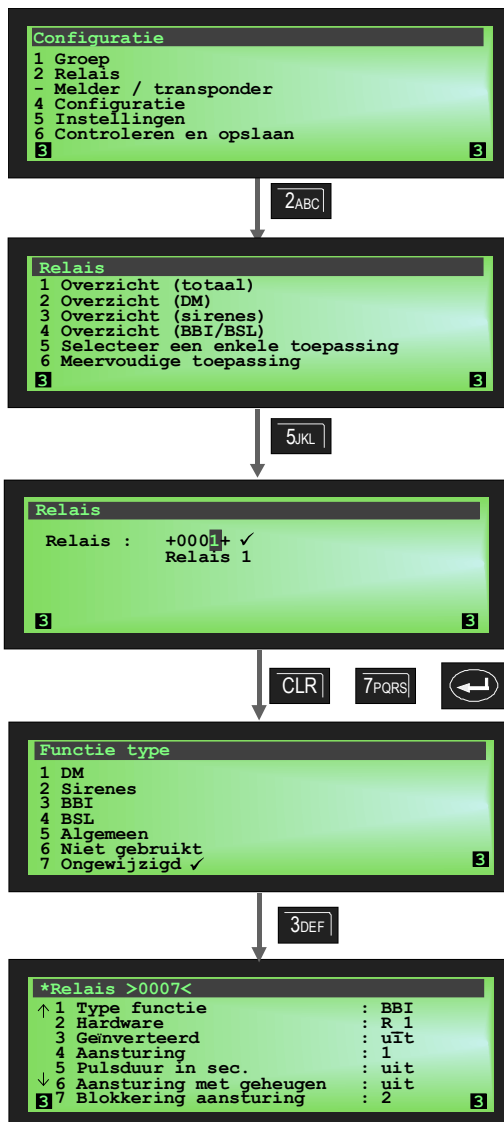 Configuratie
1 Groep
2 Relais
- Melder / transponder
4 Configuratie
5 Instellingen
6 Controleren en opslaan
3 3
2ABC
Relais
1 Overzicht (totaal)
2 Overzicht (DM)
3 Overzicht (sirenes)
4 Overzicht (BBI/BSL)
5 Selecteer een enkele toepassing
6 Meervoudige toepassing
3 3
5JKL
Relais
Relais : +0001+ ✓
Relais 1
3 3
CLR 7PQRS
Functie type
1 DM
2 Sirenes
3 BBI
4 BSL
5 Algemeen
6 Niet gebruikt
7 Ongewijzigd ✓
3
3DEF
*Relais >0007<
↑ 1 Type functie : BBI
2 Hardware : R_1
3 Geïnverteerd : uit
4 Aansturing : 1
5 Pulsduur in sec. : uit
↓ 6 Aansturing met geheugen : uit
3 7 Blokkering aansturing : 2 3